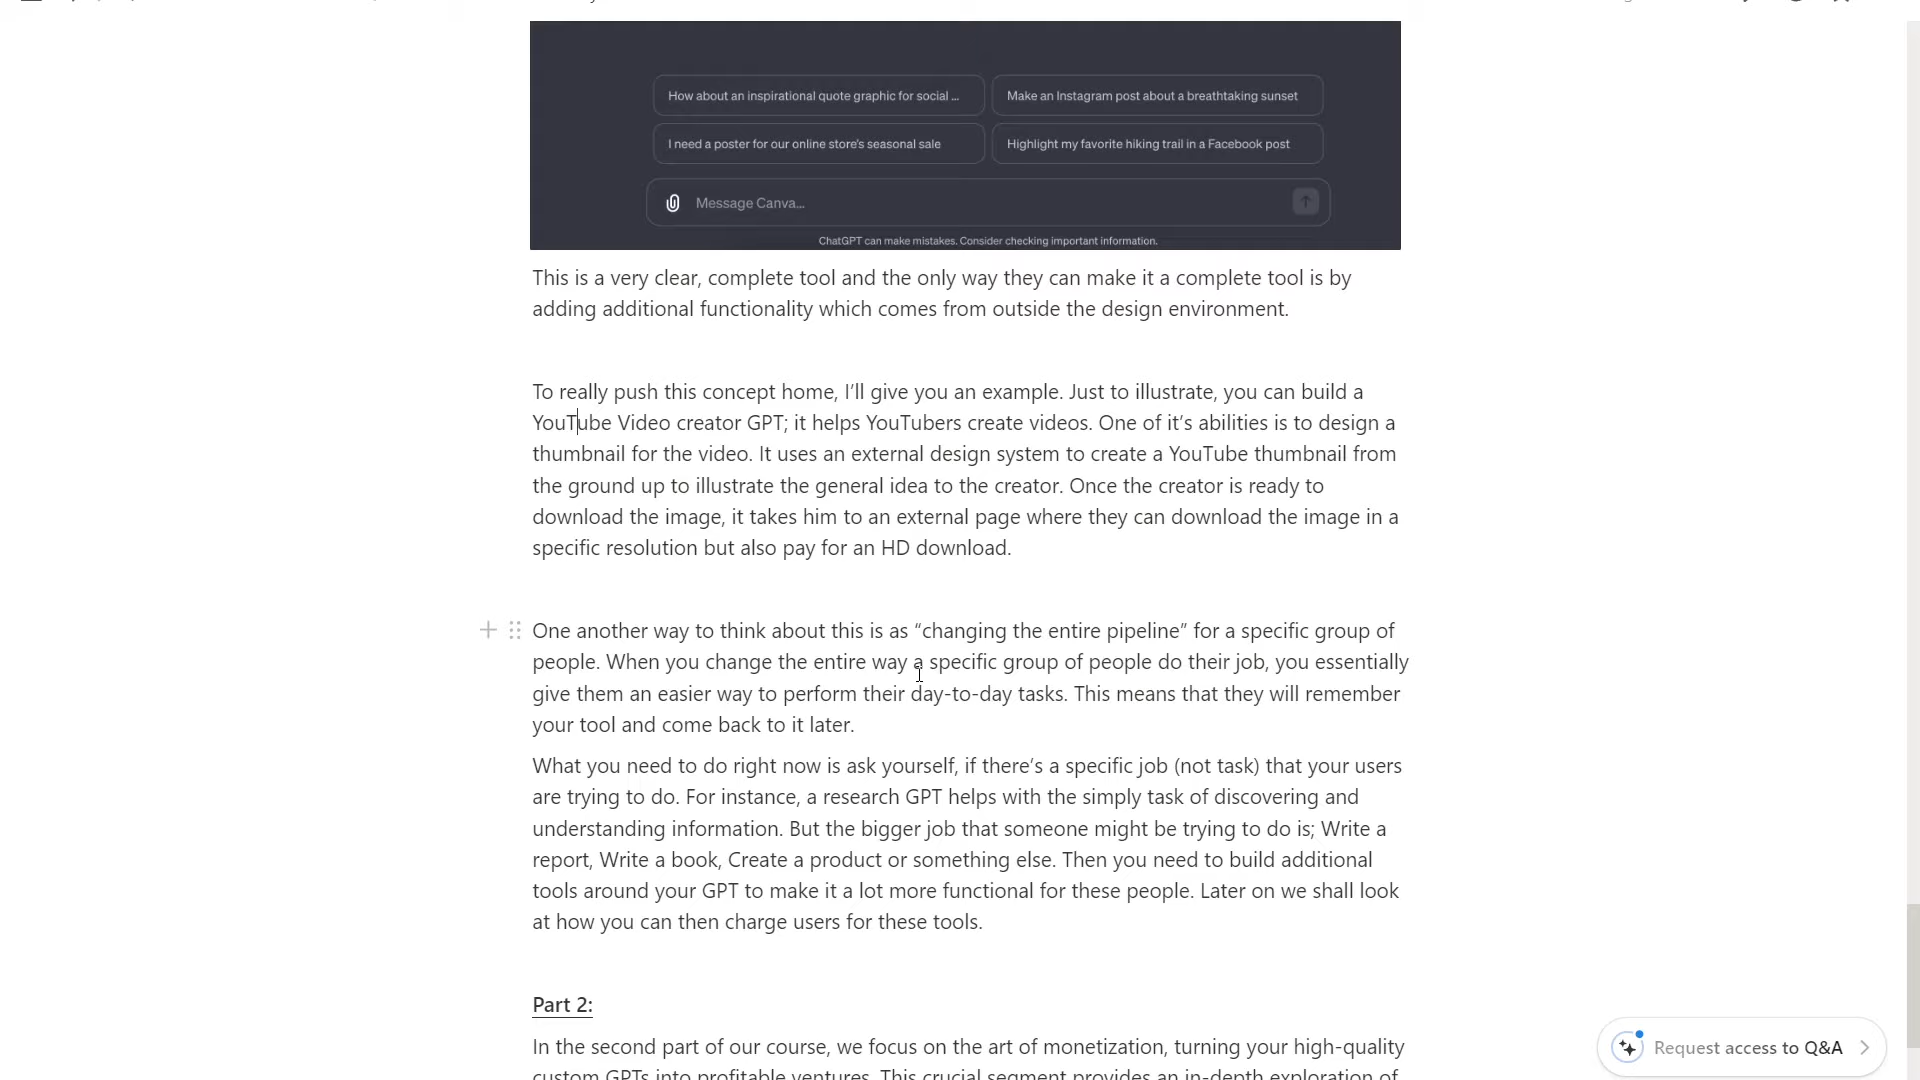 How about an inspirational quote graphic for social ...
Make an Instagram post about a breathtaking sunset
I need a poster for our online store's seasonal sale
Highlight my favorite hiking trail in a Facebook post
Message Canva...
ChatGPT can make mistakes. Consider checking important information.
This is a very clear, complete tool and the only way they can make it a complete tool is by
adding additional functionality which comes from outside the design environment.
To really push this concept home, I’ll give you an example. Just to illustrate, you can build a
YouTube Video creator GPT; it helps YouTubers create videos. One of it’s abilities is to design a
thumbnail for the video. It uses an external design system to create a YouTube thumbnail from
the ground up to illustrate the general idea to the creator. Once the creator is ready to
download the image, it takes him to an external page where they can download the image in a
specific resolution but also pay for an HD download.
One another way to think about this is as “changing the entire pipeline” for a specific group of
people. When you change the entire way a specific group of people do their job, you essentially
give them an easier way to perform their day-to-day tasks. This means that they will remember
your tool and come back to it later.
What you need to do right now is ask yourself, if there’s a specific job (not task) that your users
are trying to do. For instance, a research GPT helps with the simply task of discovering and
understanding information. But the bigger job that someone might be trying to do is; Write a
report, Write a book, Create a product or something else. Then you need to build additional
tools around your GPT to make it a lot more functional for these people. Later on we shall look
at how you can then charge users for these tools.
Part 2:
In the second part of our course, we focus on the art of monetization, turning your high-quality
custom GPTs into profitable ventures. This crucial segment provides an in-depth exploration of
Request access to Q&A